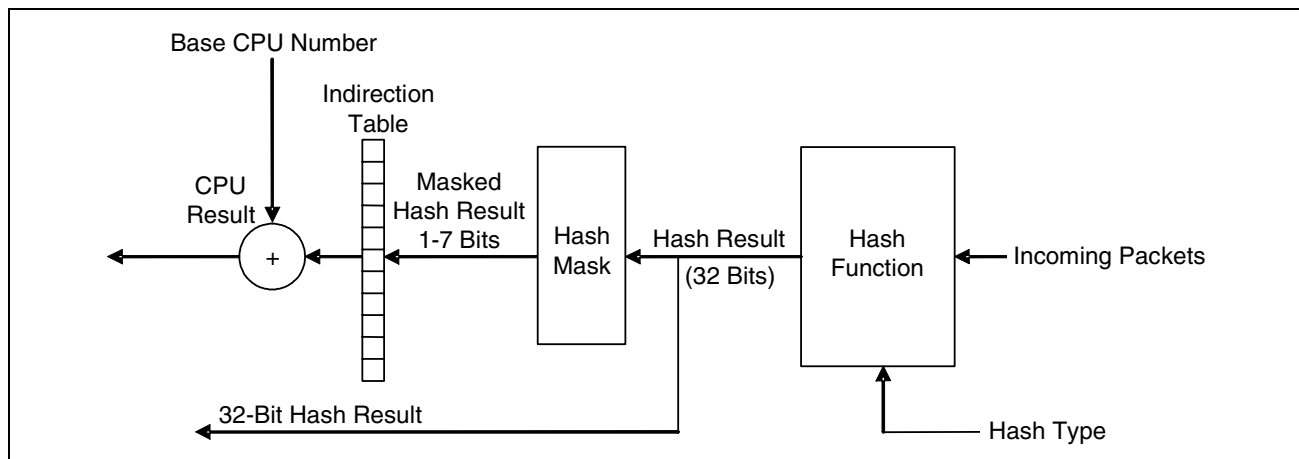 Base CPU Number
Indirection
Table
CPU
Result
+
Masked
Hash Result
1-7 Bits
Hash
Mask
Hash Result
(32 Bits)
Hash
Function
Incoming Packets
32-Bit Hash Result
Hash Type